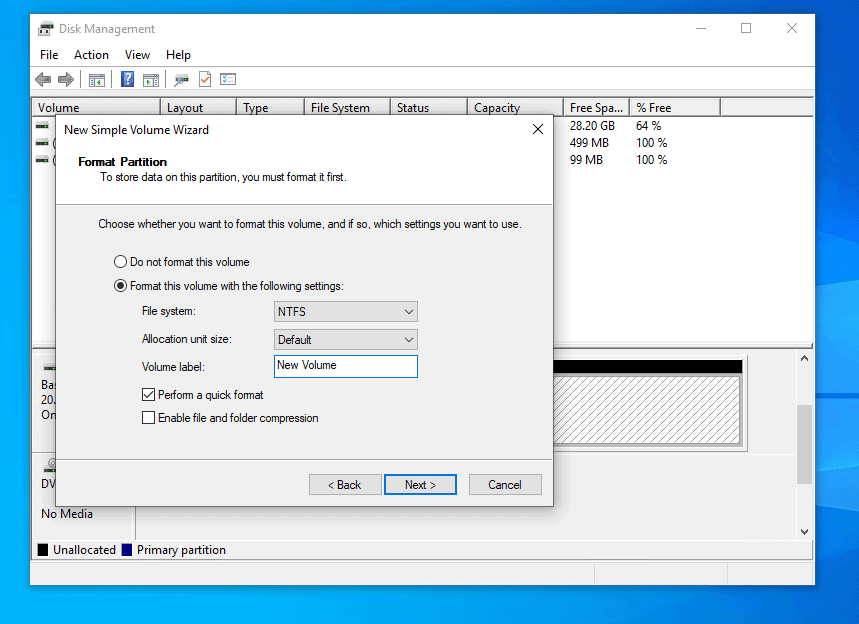 Disk Management
File Action View Help
Volume Layout Type File System Status Capacity Free Spa... % Free
28.20 GB 64 %
499 MB 100 %
99 MB 100 %
New Simple Volume Wizard
Format Partition
To store data on this partition, you must format it first.
Choose whether you want to format this volume, and if so, which settings you want to use.
Do not format this volume
Format this volume with the following settings:
File system: NTFS
Allocation unit size: Default
Volume label: New Volume
Perform a quick format
Enable file and folder compression
< Back Next > Cancel
Ba
20.
On
DV
No Media
Unallocated Primary partition